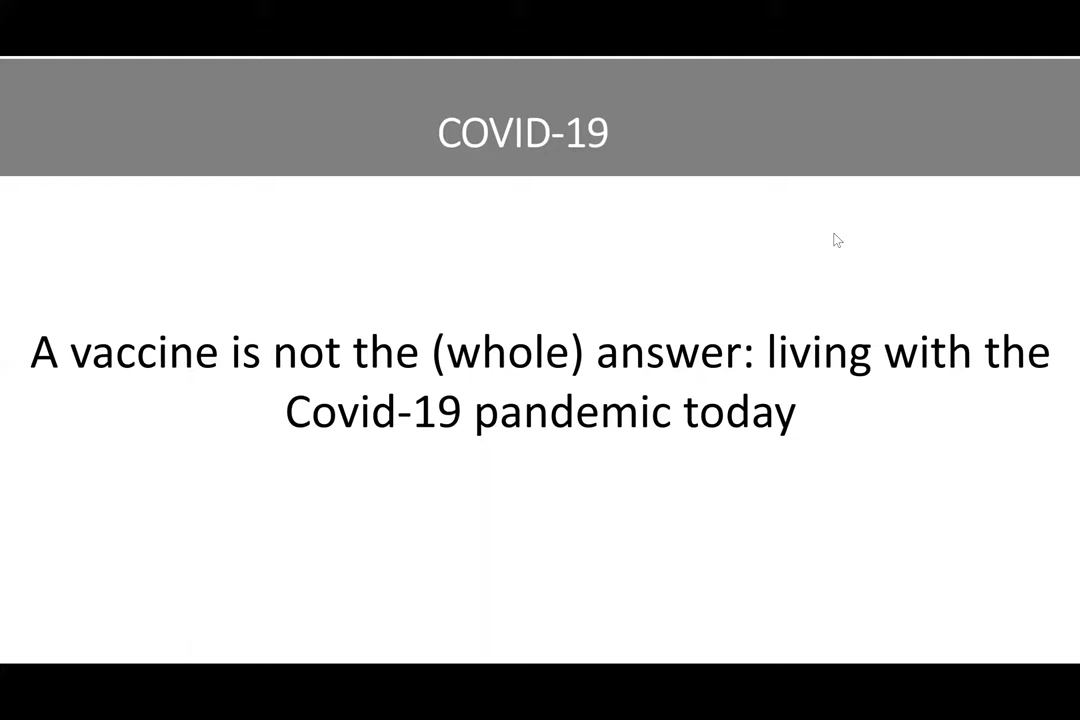 COVID-19
A vaccine is not the (whole) answer: living with the
Covid-19 pandemic today